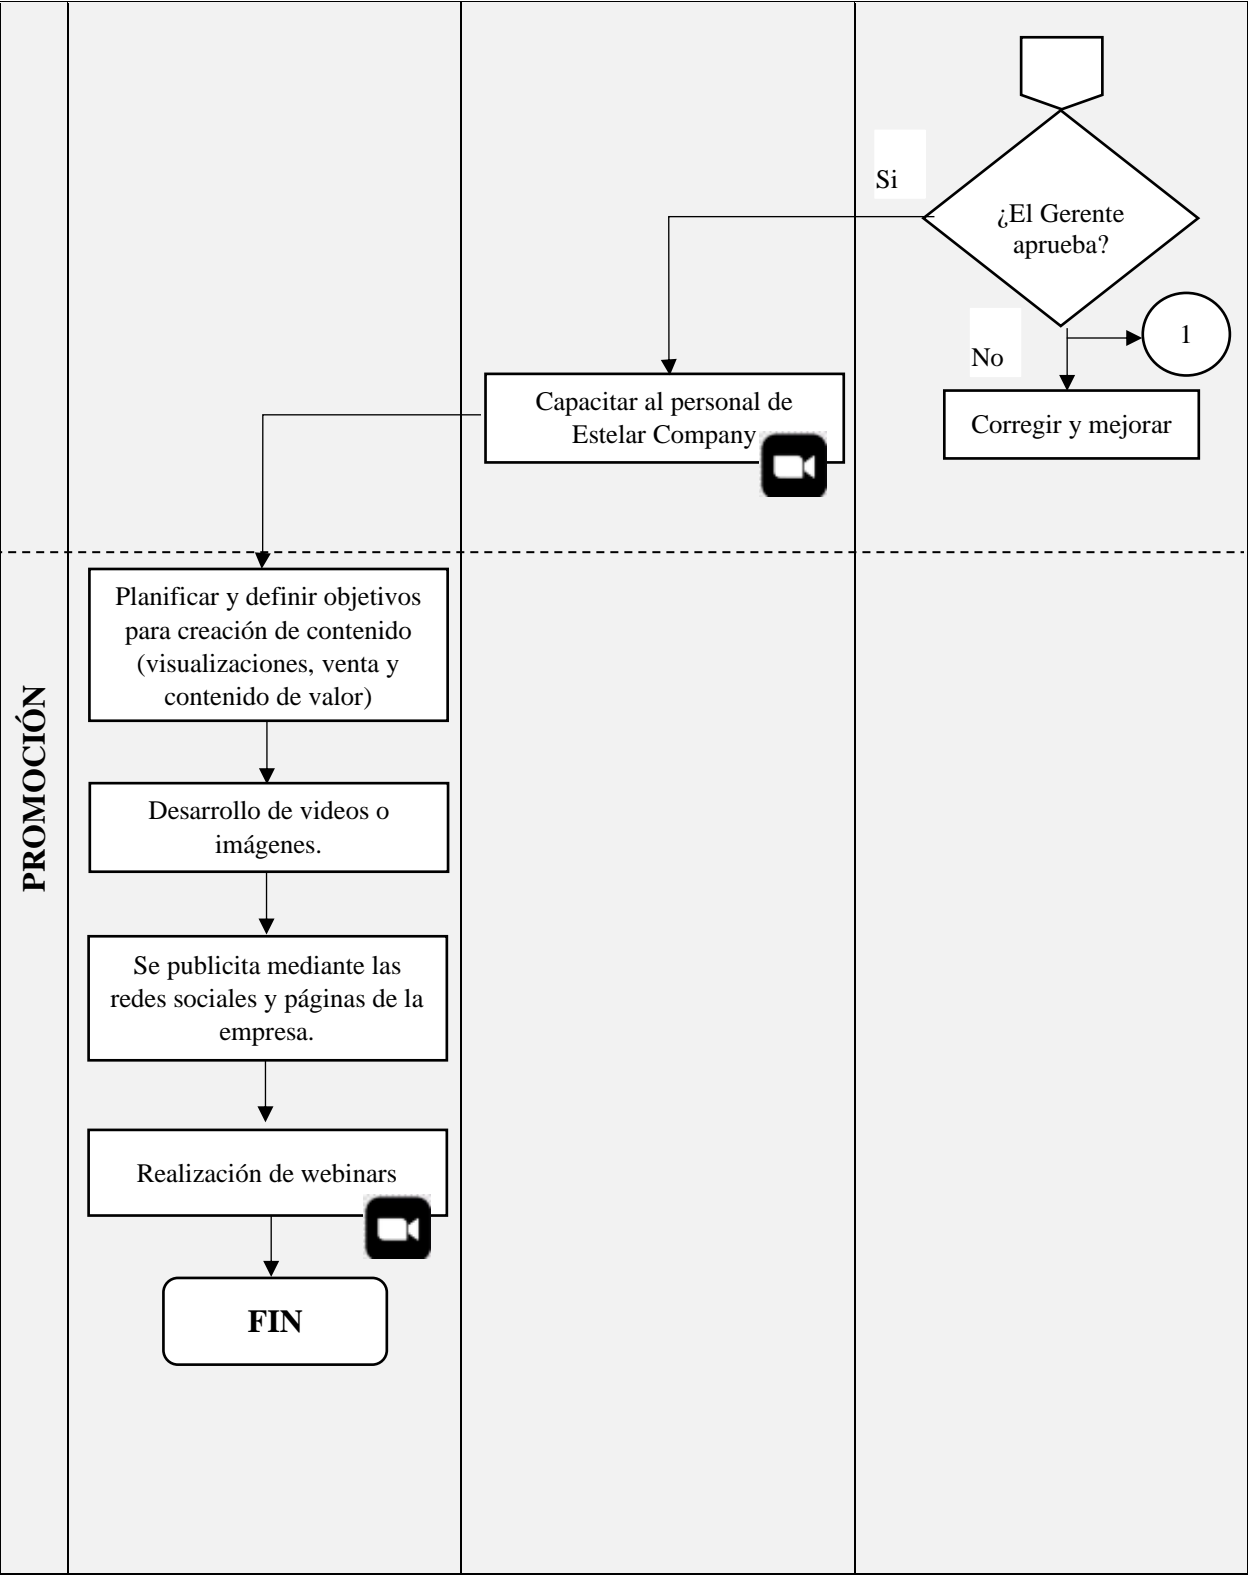 Si
¿El Gerente
aprueba?
1
No
Capacitar al personal de
Estelar Company
Corregir y mejorar
PROMOCIÓN
Planificar y definir objetivos
para creación de contenido
(visualizaciones, venta y
contenido de valor)
Desarrollo de videos o
imágenes.
Se publicita mediante las
redes sociales y páginas de la
empresa.
Realización de webinars
FIN